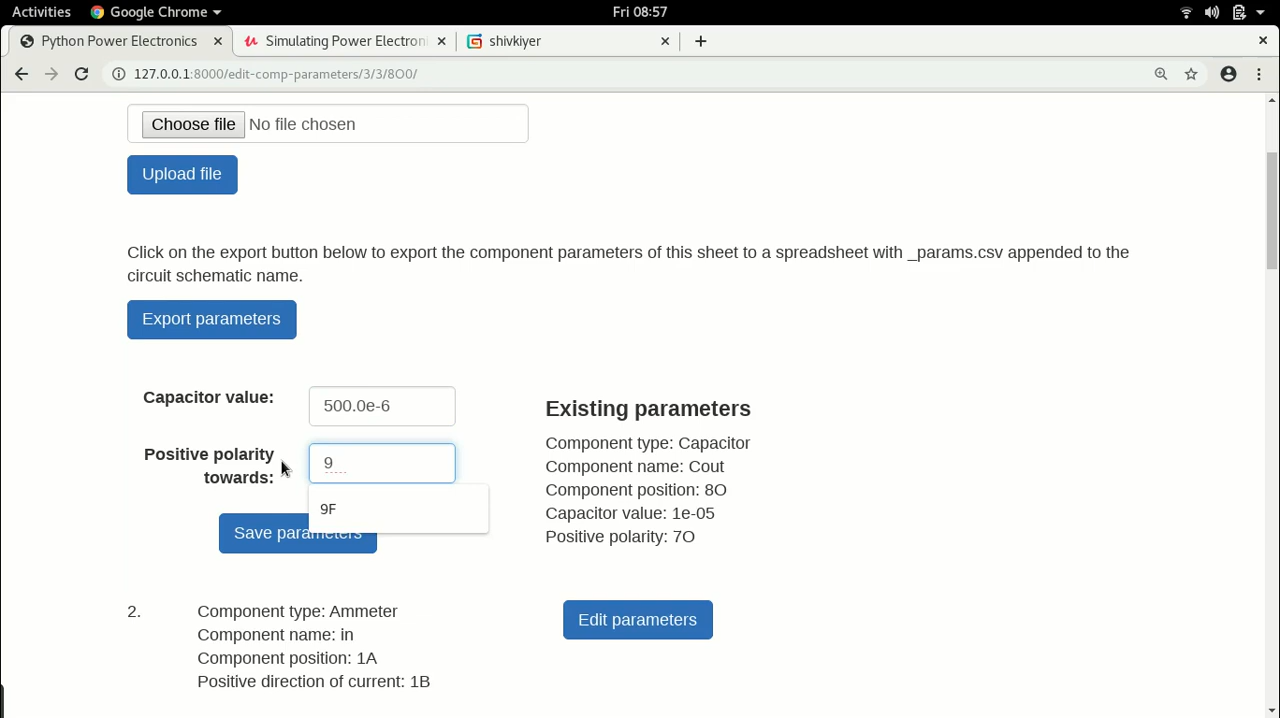 Activities Google Chrome Fri 08:57
Python Power Electronics Simulating Power Electroni shivkiyer
127.0.0.1:8000/edit-comp-parameters/3/3/8O0/
Choose file No file chosen
Upload file
Click on the export button below to export the component parameters of this sheet to a spreadsheet with _params.csv appended to the
circuit schematic name.
Export parameters
Capacitor value: 500.0e-6
Positive polarity
towards: 9
9F
Save parameters
Existing parameters
Component type: Capacitor
Component name: Cout
Component position: 8O
Capacitor value: 1e-05
Positive polarity: 7O
2. Component type: Ammeter
Component name: in
Component position: 1A
Positive direction of current: 1B
Edit parameters